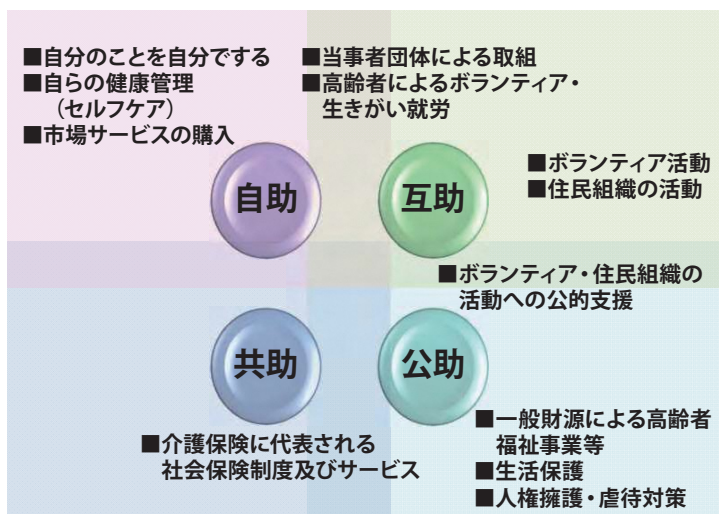 ■自分のことを自分でする
■自らの健康管理
（セルフケア）
■市場サービスの購入
■当事者団体による取組
■高齢者によるボランティア・
生きがい就労
自助
互助
■ボランティア活動
■住民組織の活動
■ボランティア・住民組織の
活動への公的支援
共助
公助
■介護保険に代表される
社会保険制度及びサービス
■一般財源による高齢者
福祉事業等
■生活保護
■人権擁護・虐待対策